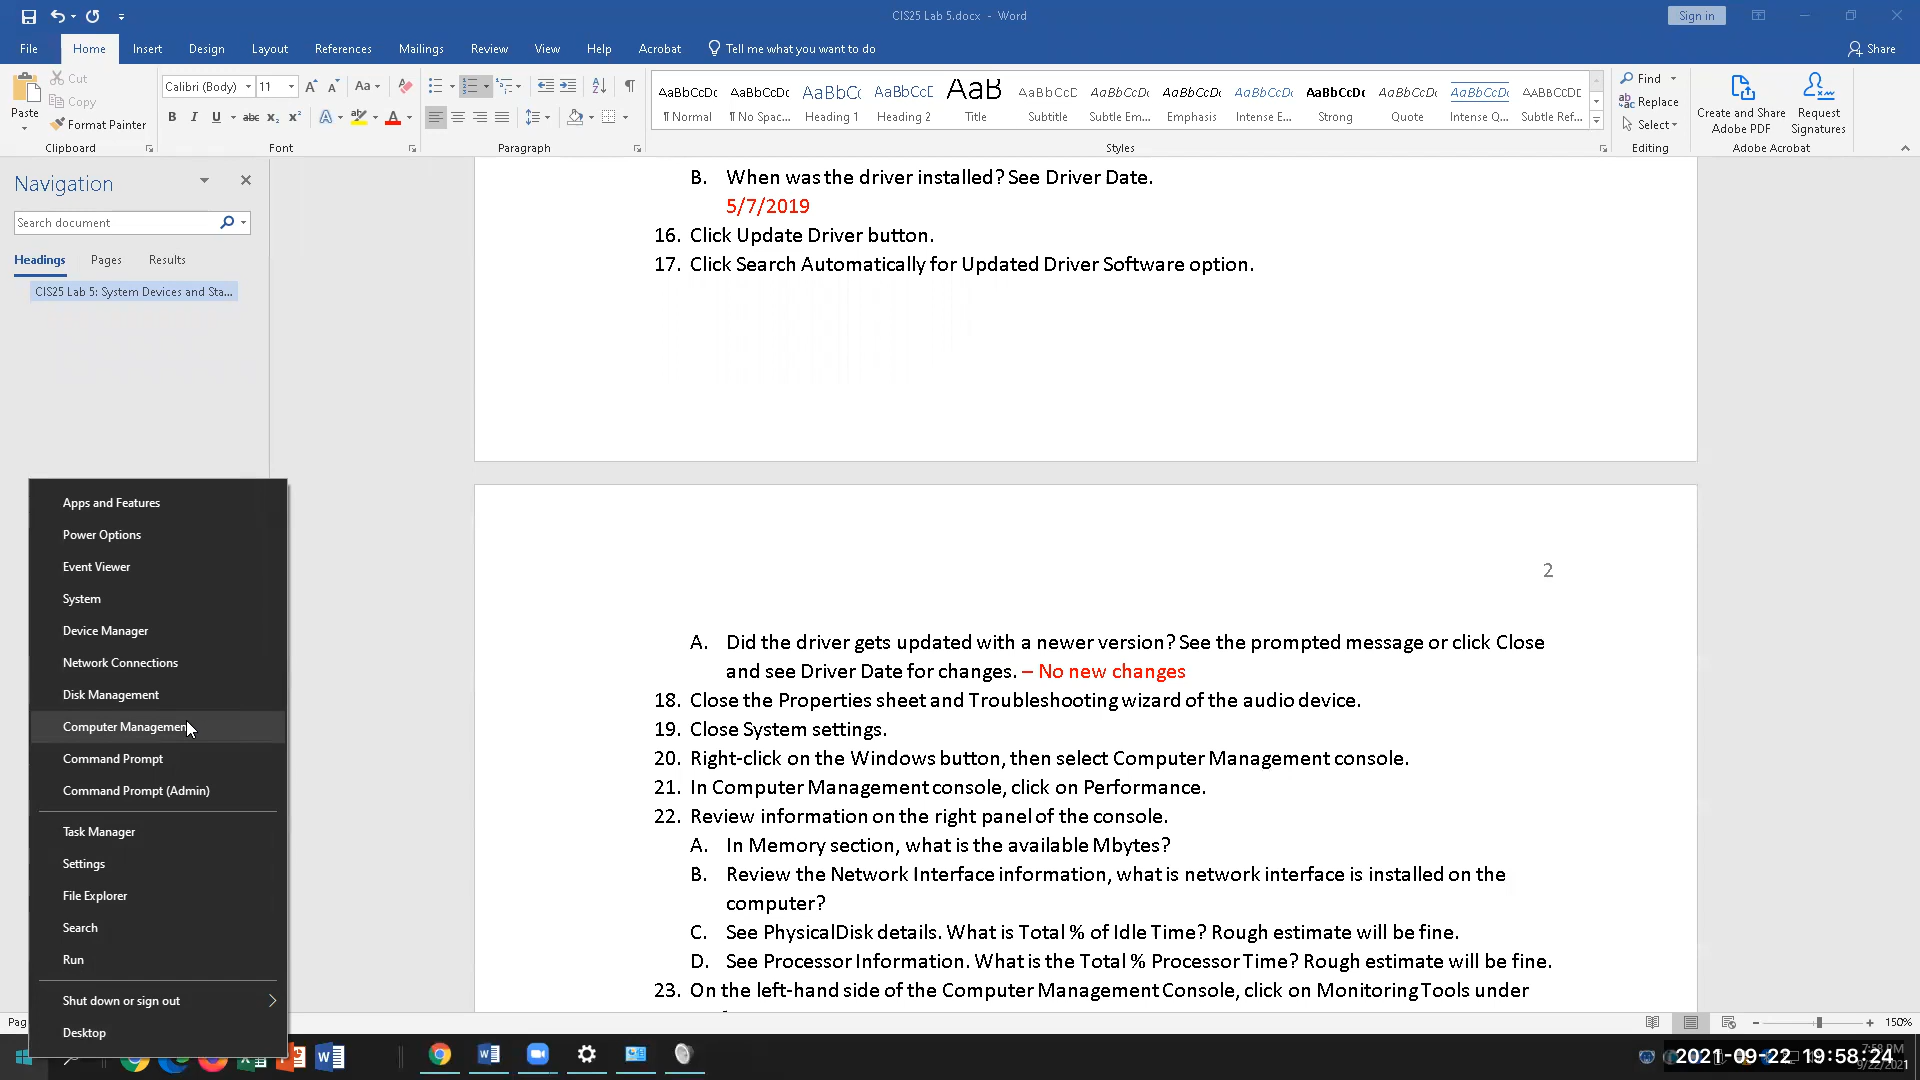 CIS25 Lab 5.docx - Word
Sign in
File Home Insert Design Layout References Mailings Review View Help Acrobat Tell me what you want to do
Share
Paste
Cut
Copy
Format Painter
Clipboard
Calibri (Body) 11
Font
Paragraph
AaBbCcDc ¶ Normal
AaBbCcDc ¶ No Spac...
AaBbC( Heading 1
AaBbCcC Heading 2
AaB Title
AaBbCcC Subtitle
AaBbCcDc Subtle Em...
AaBbCcDc Emphasis
AaBbCcDc Intense E...
AaBbCcDc Strong
AaBbCcDc Quote
AaBbCcDc Intense Q...
AABBCCDE Subtle Ref...
Styles
Find
Replace
Select
Editing
Create and Share
Adobe PDF
Request
Signatures
Adobe Acrobat
Navigation
Search document
Headings Pages Results
CIS25 Lab 5: System Devices and Sta...
B. When was the driver installed? See Driver Date.
5/7/2019
16. Click Update Driver button.
17. Click Search Automatically for Updated Driver Software option.
2
A. Did the driver gets updated with a newer version? See the prompted message or click Close
and see Driver Date for changes. – No new changes
18. Close the Properties sheet and Troubleshooting wizard of the audio device.
19. Close System settings.
20. Right-click on the Windows button, then select Computer Management console.
21. In Computer Management console, click on Performance.
22. Review information on the right panel of the console.
A. In Memory section, what is the available Mbytes?
B. Review the Network Interface information, what is network interface is installed on the
computer?
C. See PhysicalDisk details. What is Total % of Idle Time? Rough estimate will be fine.
D. See Processor Information. What is the Total % Processor Time? Rough estimate will be fine.
23. On the left-hand side of the Computer Management Console, click on Monitoring Tools under
Apps and Features
Power Options
Event Viewer
System
Device Manager
Network Connections
Disk Management
Computer Management
Command Prompt
Command Prompt (Admin)
Task Manager
Settings
File Explorer
Search
Run
Shut down or sign out
Desktop
Pag
150%
2021-09-22 19:58:24